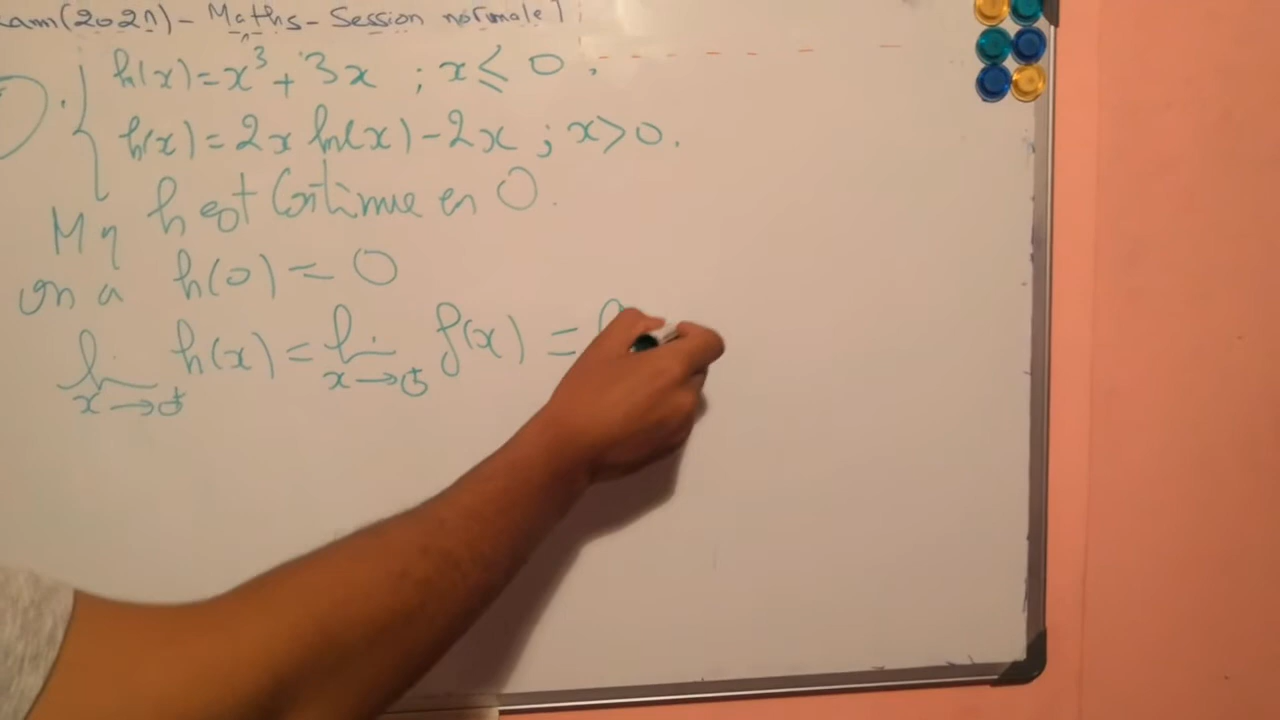 am(2021) - Maths - Session normale]
h(x) = x³ + 3x ; x ⩽ 0.
h(x) = 2x ln(x) - 2x ; x > 0.
Mq h est Continue en 0.
on a h(0) = 0
lim x→0⁺ h(x) = lim x→0⁺ f(x) =